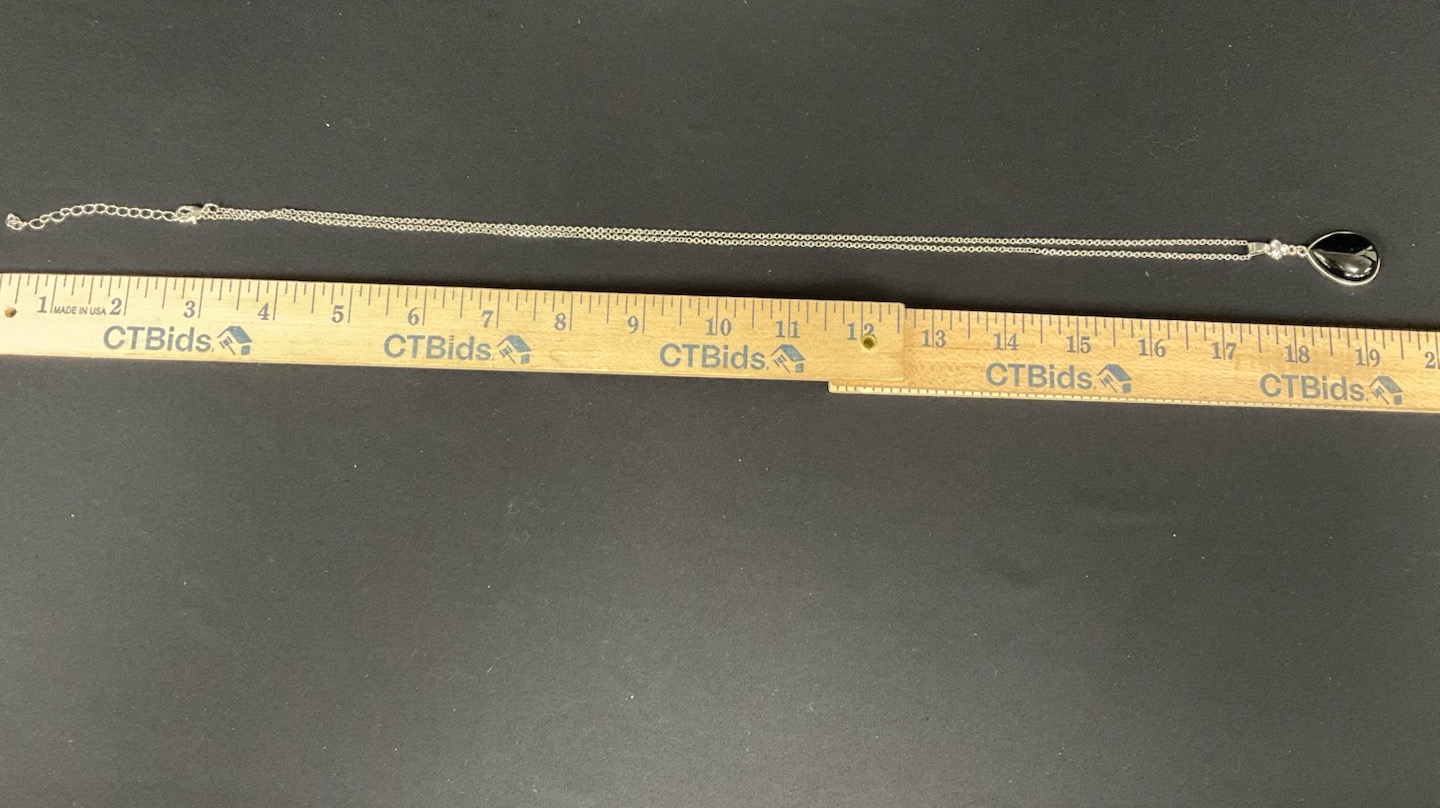 1 MADE IN USA 2 3 4 5 6 7 8 9 10 11 12
CTBids. CTBids. CTBids.
13 14 15 16 17 18 19
CTBids. CTBids.